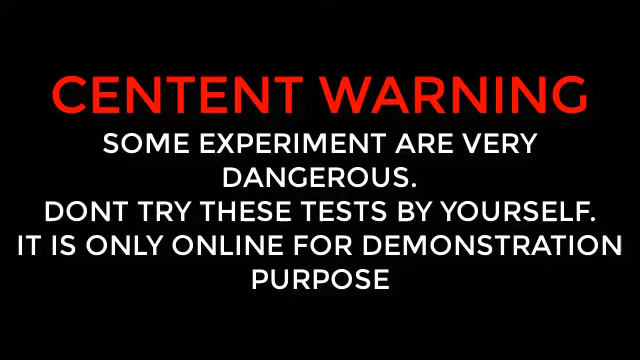 CENTENT WARNING
SOME EXPERIMENT ARE VERY
DANGEROUS.
DONT TRY THESE TESTS BY YOURSELF.
IT IS ONLY ONLINE FOR DEMONSTRATION
PURPOSE